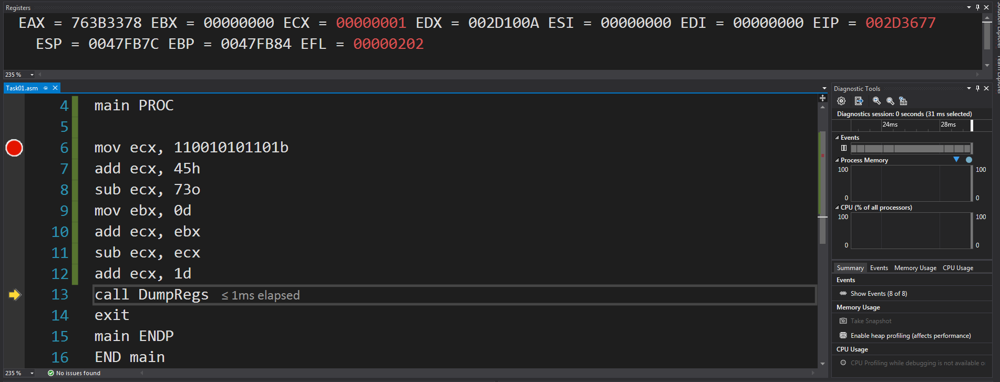 Registers
EAX = 763B3378 EBX = 00000000 ECX = 00000001 EDX = 002D100A ESI = 00000000 EDI = 00000000 EIP = 002D3677
ESP = 0047FB7C EBP = 0047FB84 EFL = 00000202
235 %
Task01.asm
4 main PROC
5
6 mov ecx, 110010101101b
7 add ecx, 45h
8 sub ecx, 73o
9 mov ebx, 0d
10 add ecx, ebx
11 sub ecx, ecx
12 add ecx, 1d
13 call DumpRegs ≤ 1ms elapsed
14 exit
15 main ENDP
16 END main
235 %
No issues found
Diagnostic Tools
Diagnostics session: 0 seconds (31 ms selected)
24ms 28ms
Events
Process Memory
100 100
0 0
CPU (% of all processors)
100 100
0 0
Summary Events Memory Usage CPU Usage
Events
Show Events (8 of 8)
Memory Usage
Take Snapshot
Enable heap profiling (affects performance)
CPU Usage
CPU Profiling while debugging is not available
Solution Explorer
Team Explorer